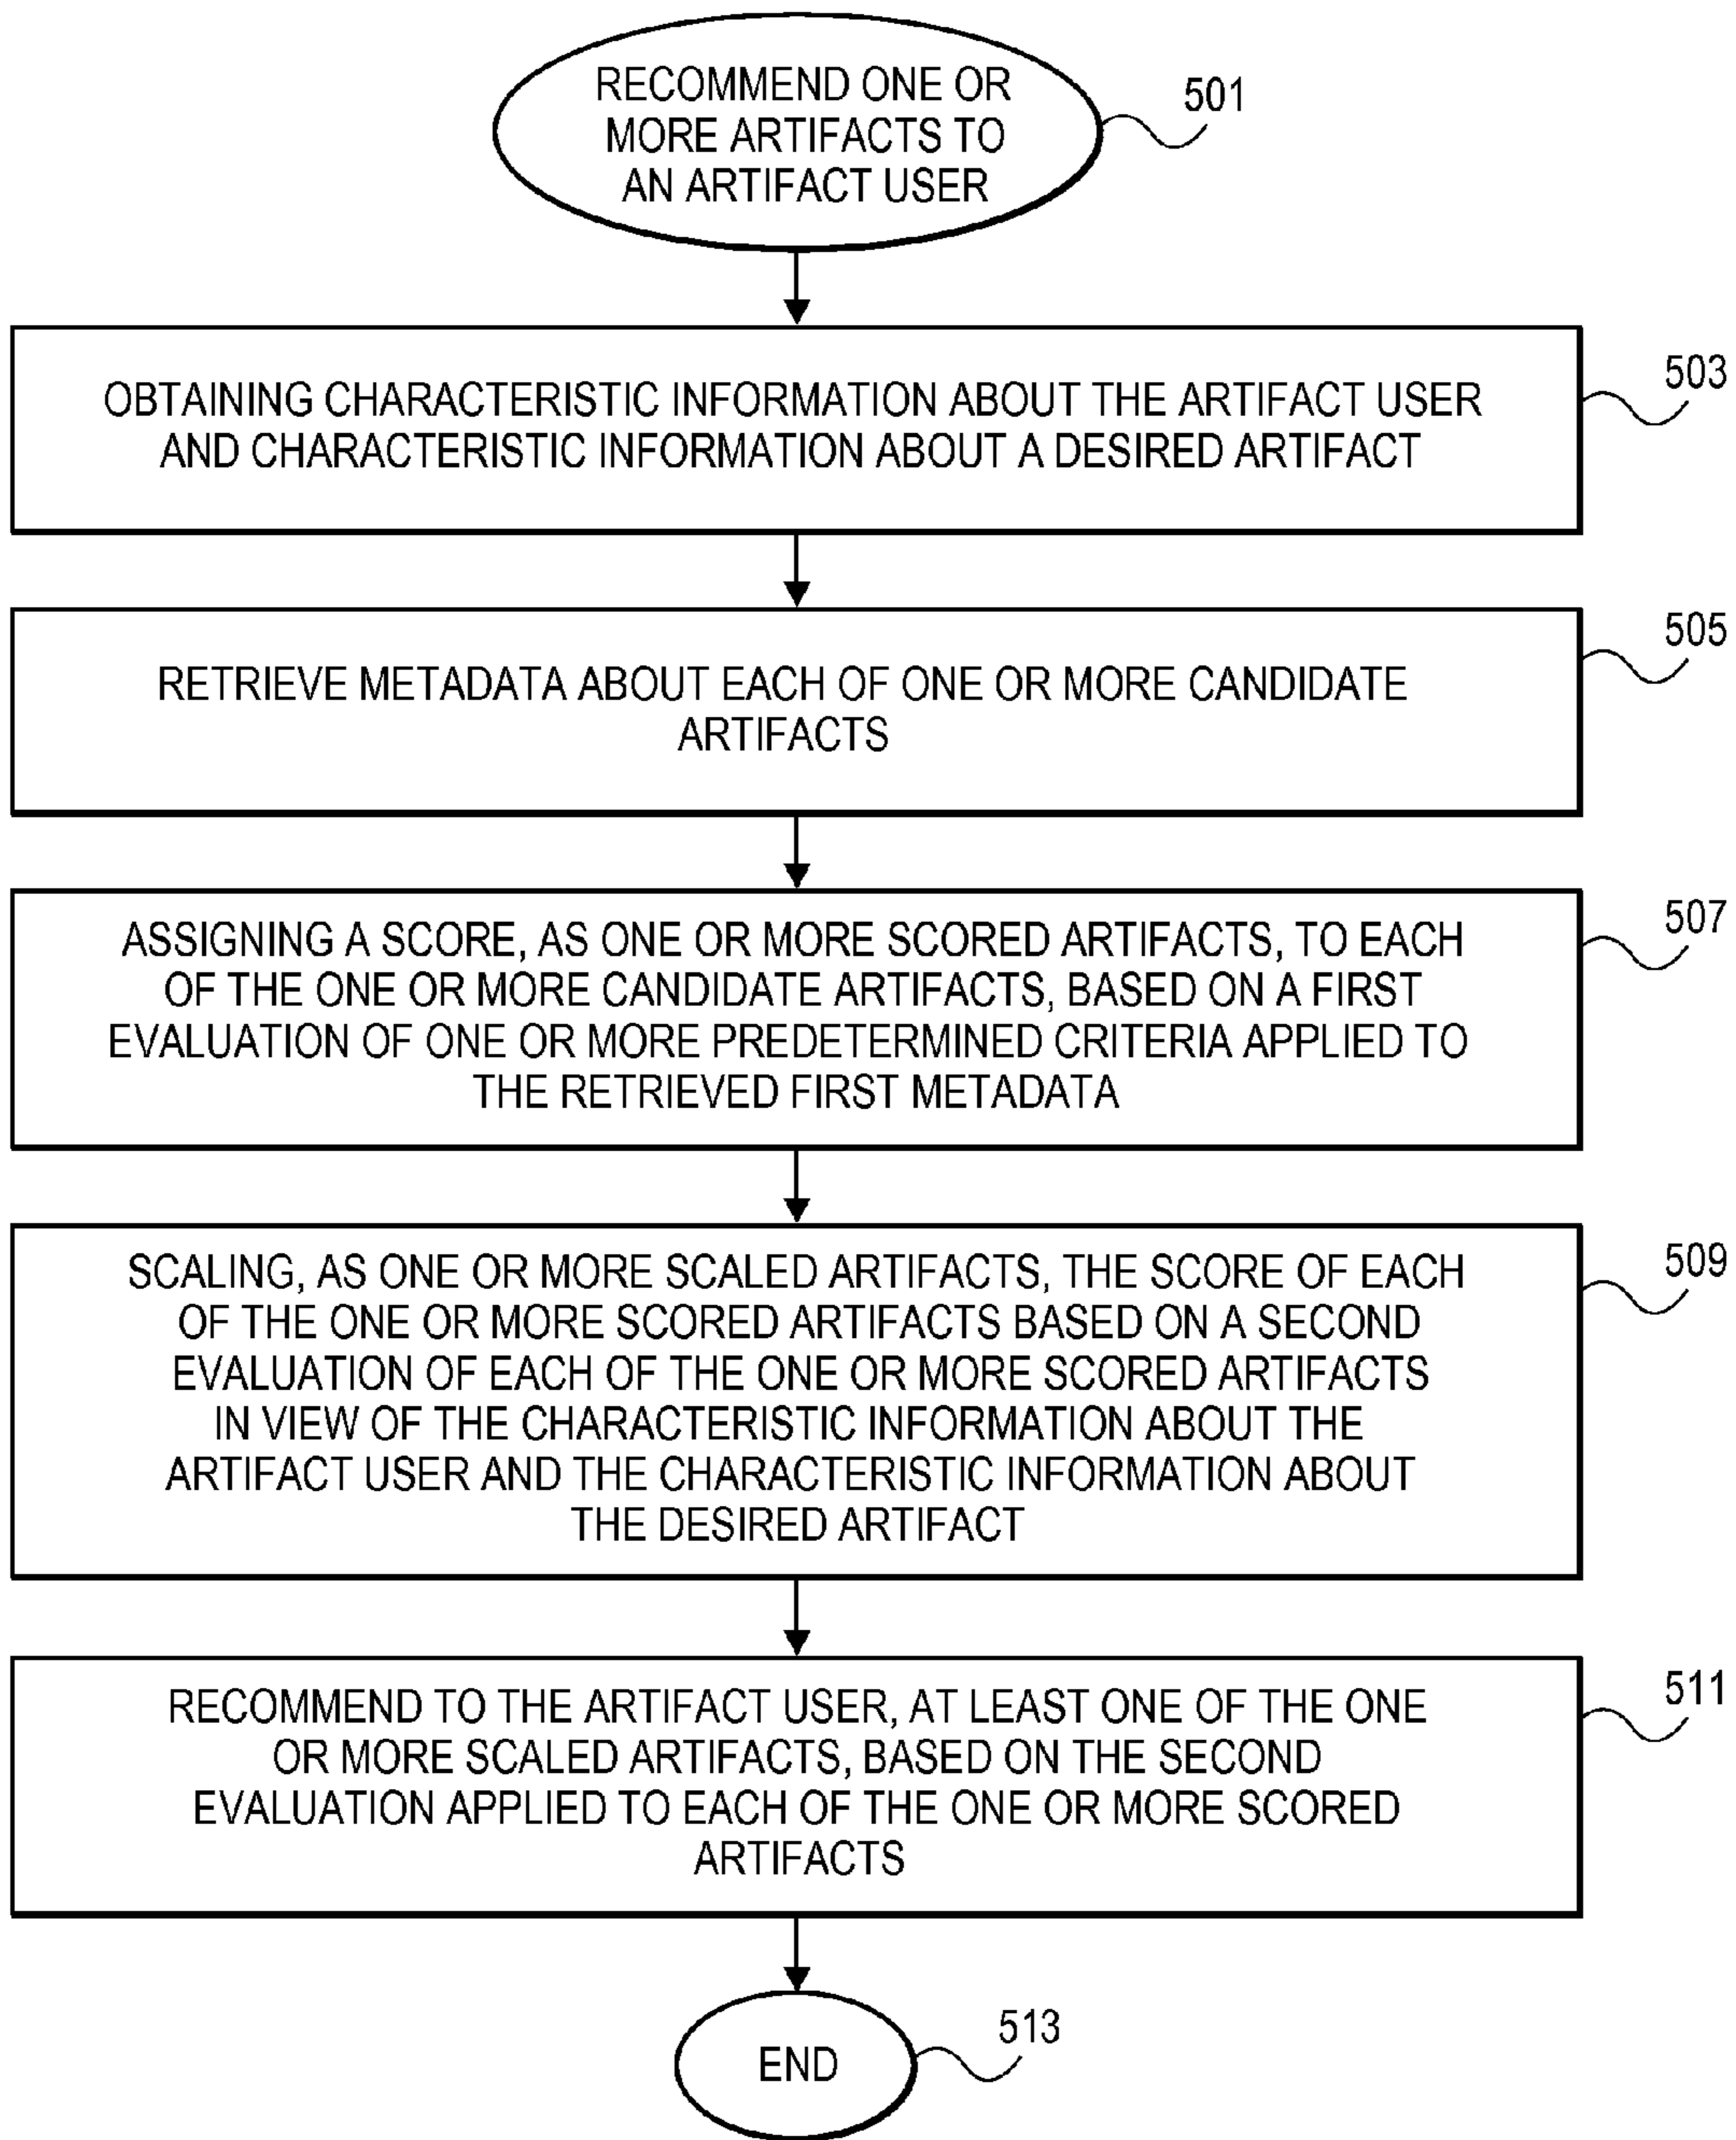 RECOMMEND ONE OR
MORE ARTIFACTS TO
AN ARTIFACT USER
501
OBTAINING CHARACTERISTIC INFORMATION ABOUT THE ARTIFACT USER
AND CHARACTERISTIC INFORMATION ABOUT A DESIRED ARTIFACT
503
RETRIEVE METADATA ABOUT EACH OF ONE OR MORE CANDIDATE
ARTIFACTS
505
ASSIGNING A SCORE, AS ONE OR MORE SCORED ARTIFACTS, TO EACH
OF THE ONE OR MORE CANDIDATE ARTIFACTS, BASED ON A FIRST
EVALUATION OF ONE OR MORE PREDETERMINED CRITERIA APPLIED TO
THE RETRIEVED FIRST METADATA
507
SCALING, AS ONE OR MORE SCALED ARTIFACTS, THE SCORE OF EACH
OF THE ONE OR MORE SCORED ARTIFACTS BASED ON A SECOND
EVALUATION OF EACH OF THE ONE OR MORE SCORED ARTIFACTS
IN VIEW OF THE CHARACTERISTIC INFORMATION ABOUT THE
ARTIFACT USER AND THE CHARACTERISTIC INFORMATION ABOUT
THE DESIRED ARTIFACT
509
RECOMMEND TO THE ARTIFACT USER, AT LEAST ONE OF THE ONE
OR MORE SCALED ARTIFACTS, BASED ON THE SECOND
EVALUATION APPLIED TO EACH OF THE ONE OR MORE SCORED
ARTIFACTS
511
END
513